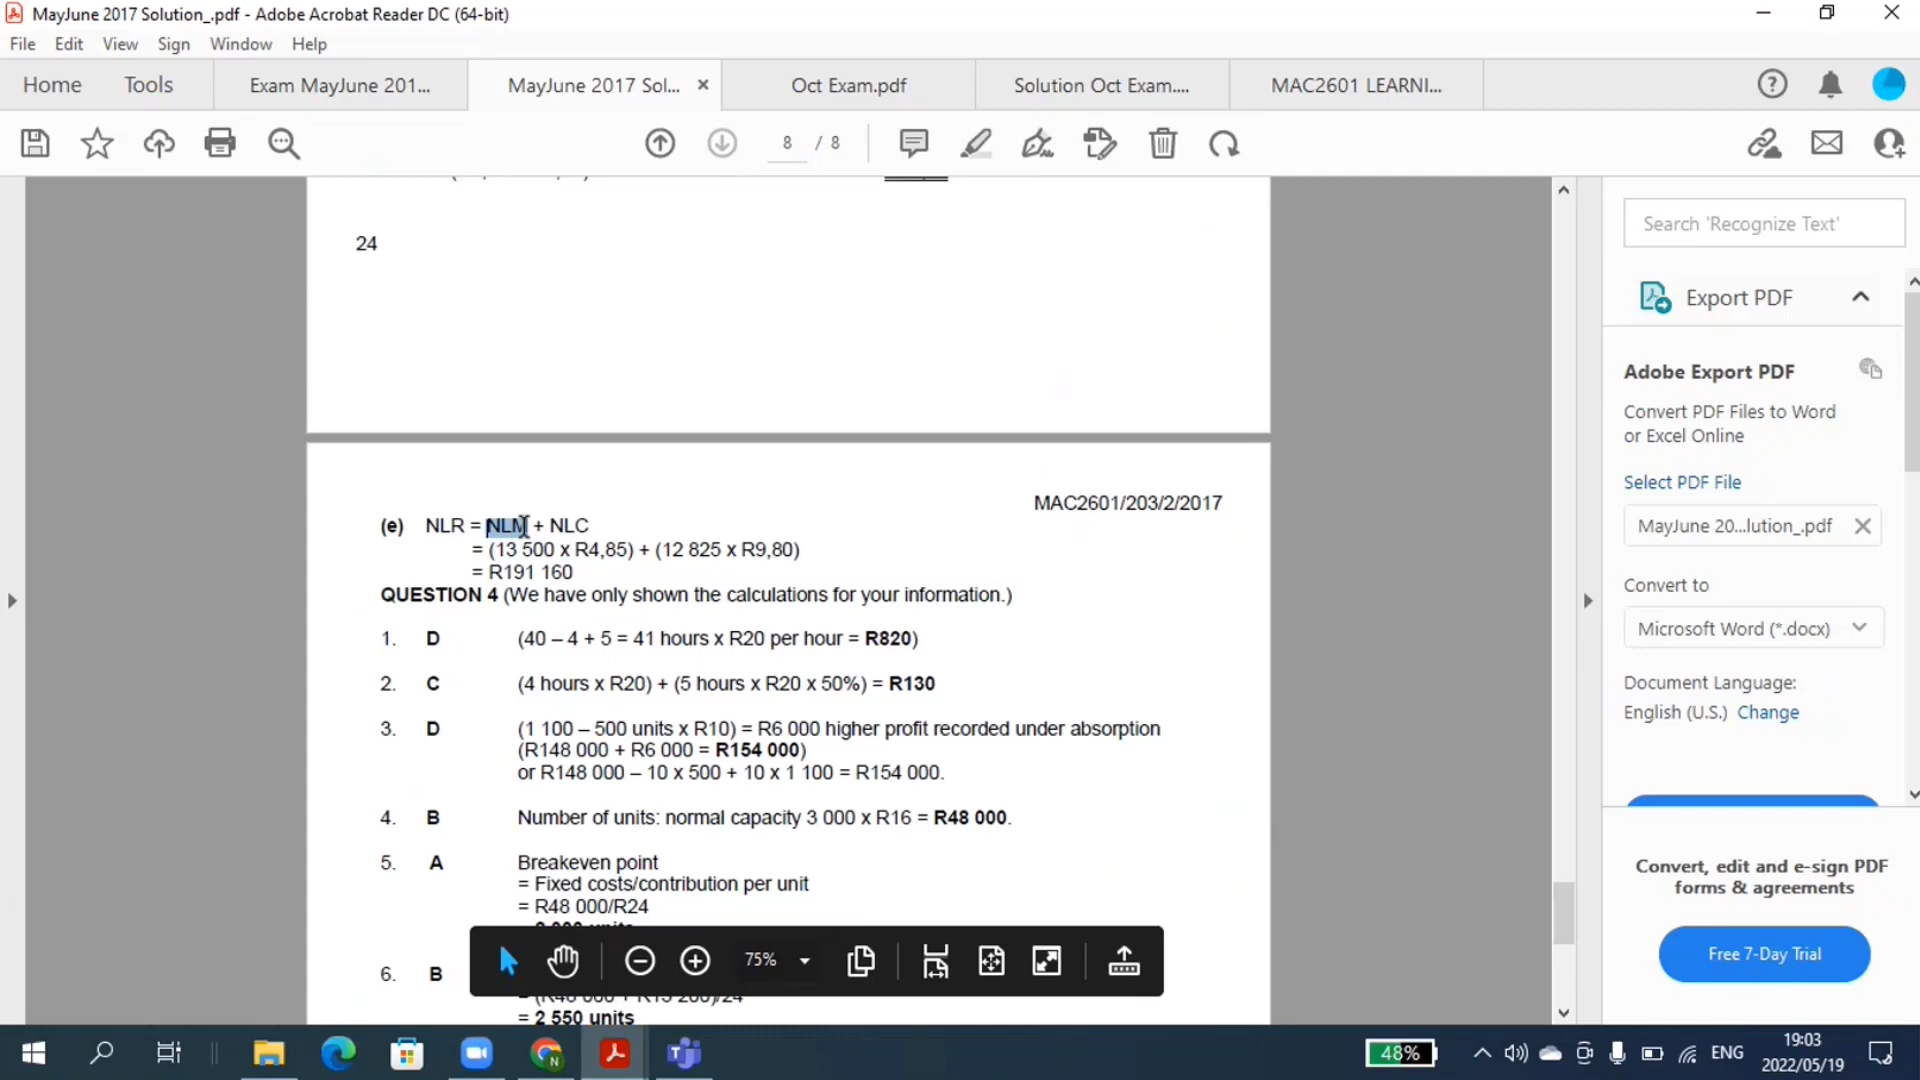 MayJune 2017 Solution_.pdf - Adobe Acrobat Reader DC (64-bit)
File Edit View Sign Window Help
Home Tools Exam MayJune 201... MayJune 2017 Sol... Oct Exam.pdf Solution Oct Exam.... MAC2601 LEARNI...
8 / 8
24
MAC2601/203/2/2017
(e) NLR = NLM + NLC
= (13 500 x R4,85) + (12 825 x R9,80)
= R191 160
QUESTION 4 (We have only shown the calculations for your information.)
1. D (40 – 4 + 5 = 41 hours x R20 per hour = R820)
2. C (4 hours x R20) + (5 hours x R20 x 50%) = R130
3. D (1 100 – 500 units x R10) = R6 000 higher profit recorded under absorption
(R148 000 + R6 000 = R154 000)
or R148 000 – 10 x 500 + 10 x 1 100 = R154 000.
4. B Number of units: normal capacity 3 000 x R16 = R48 000.
5. A Breakeven point
= Fixed costs/contribution per unit
= R48 000/R24
6. B
= 2 550 units
75%
Search 'Recognize Text'
Export PDF
Adobe Export PDF
Convert PDF Files to Word
or Excel Online
Select PDF File
MayJune 20...lution_.pdf
Convert to
Microsoft Word (*.docx)
Document Language:
English (U.S.) Change
Convert, edit and e-sign PDF
forms & agreements
Free 7-Day Trial
48%
ENG
19:03
2022/05/19